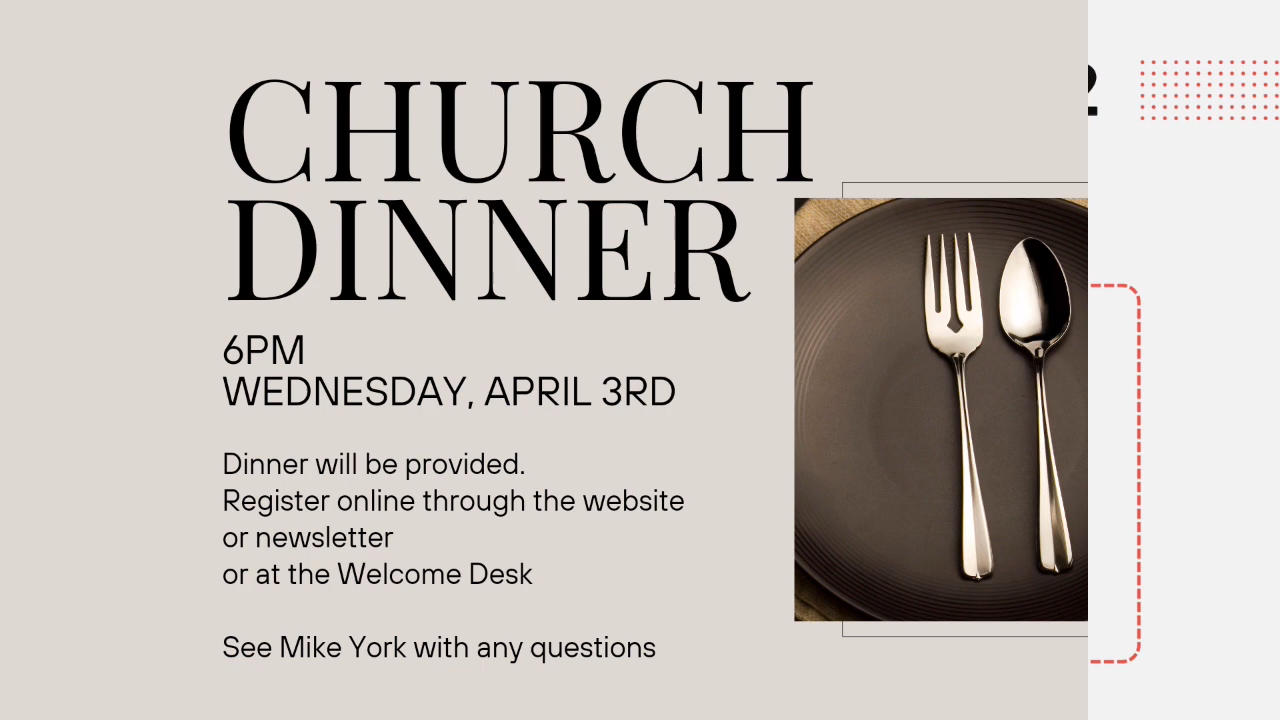 CHURCH
DINNER
6PM
WEDNESDAY, APRIL 3RD
Dinner will be provided.
Register online through the website
or newsletter
or at the Welcome Desk
See Mike York with any questions